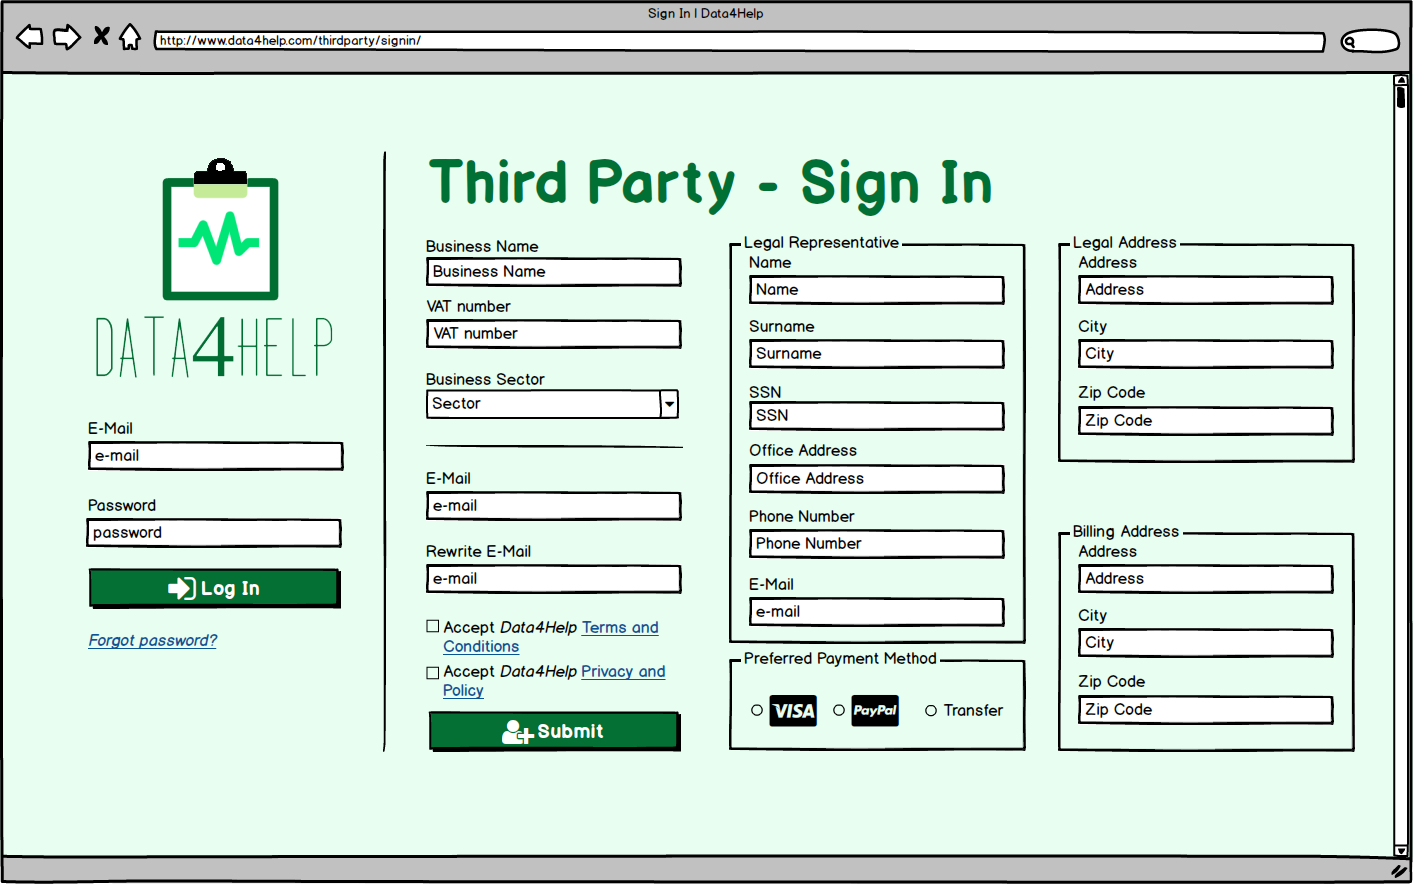 Sign In | Data4Help
http://www.data4help.com/thirdparty/signin/
DATA4HELP
E-Mail
e-mail
Password
password
Log In
Forgot password?
Third Party - Sign In
Business Name
Business Name
VAT number
VAT number
Business Sector
Sector
E-Mail
e-mail
Rewrite E-Mail
e-mail
Accept Data4Help Terms and
Conditions
Accept Data4Help Privacy and
Policy
Submit
Legal Representative
Name
Name
Surname
Surname
SSN
SSN
Office Address
Office Address
Phone Number
Phone Number
E-Mail
e-mail
Preferred Payment Method
VISA PayPal Transfer
Legal Address
Address
Address
City
City
Zip Code
Zip Code
Billing Address
Address
Address
City
City
Zip Code
Zip Code